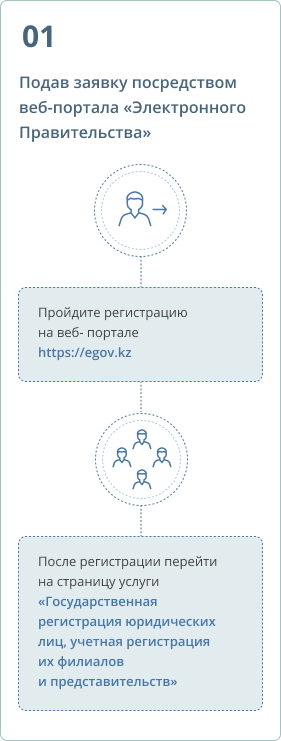 01
Подав заявку посредством
веб-портала «Электронного
Правительства»
Пройдите регистрацию
на веб- портале
https://egov.kz
После регистрации перейти
на страницу услуги
«Государственная
регистрация юридических
лиц, учетная регистрация
их филиалов
и представительств»